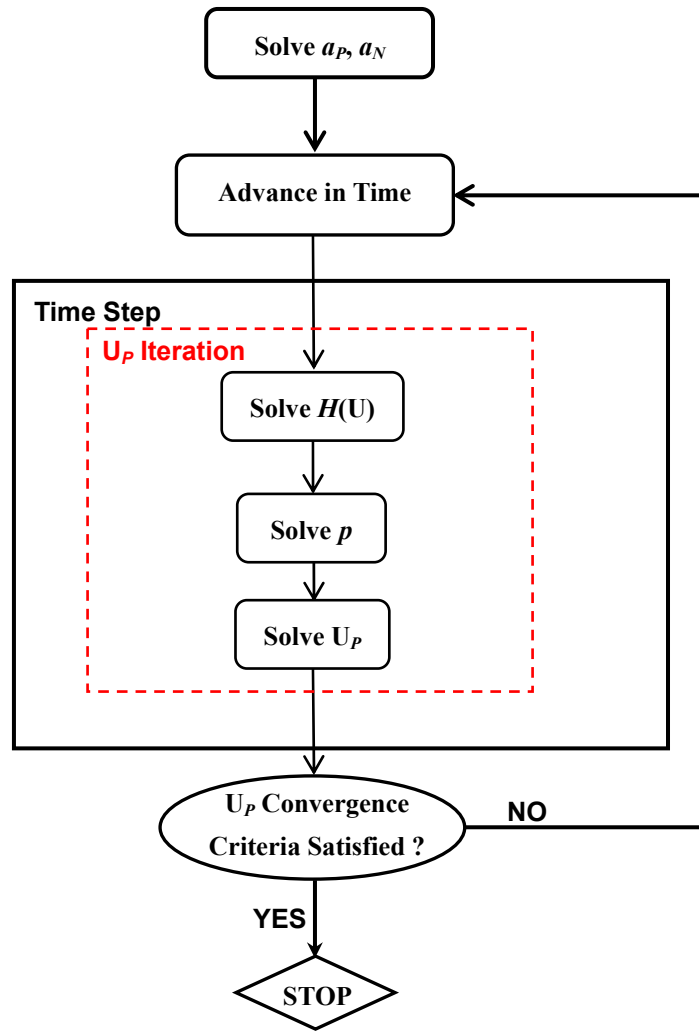 Solve aP, aN
Advance in Time
Time Step
UP Iteration
Solve H(U)
Solve p
Solve UP
UP Convergence
Criteria Satisfied ?
NO
YES
STOP